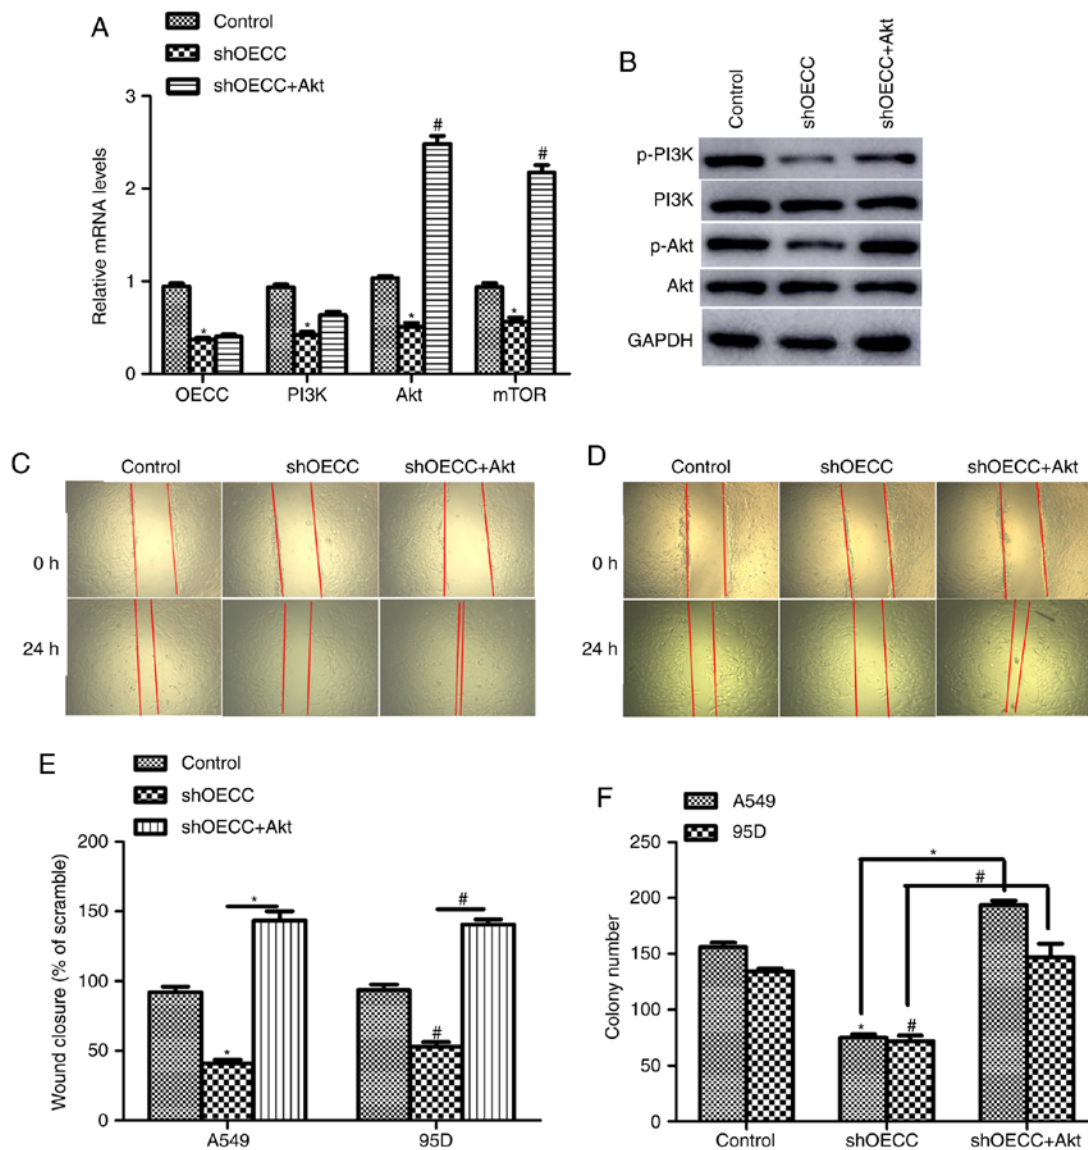 A
Control
shOECC
shOECC+Akt
Relative mRNA levels
3
2
1
0
*
*
*
#
*
#
OECC
PI3K
Akt
mTOR
B
Control
shOECC
shOECC+Akt
p-PI3K
PI3K
p-Akt
Akt
GAPDH
C
Control
shOECC
shOECC+Akt
0 h
24 h
D
Control
shOECC
shOECC+Akt
0 h
24 h
E
Control
shOECC
shOECC+Akt
Wound closure (% of scramble)
200
150
100
50
0
*
*
#
#
A549
95D
F
A549
95D
Colony number
250
200
150
100
50
0
*
#
*
#
Control
shOECC
shOECC+Akt